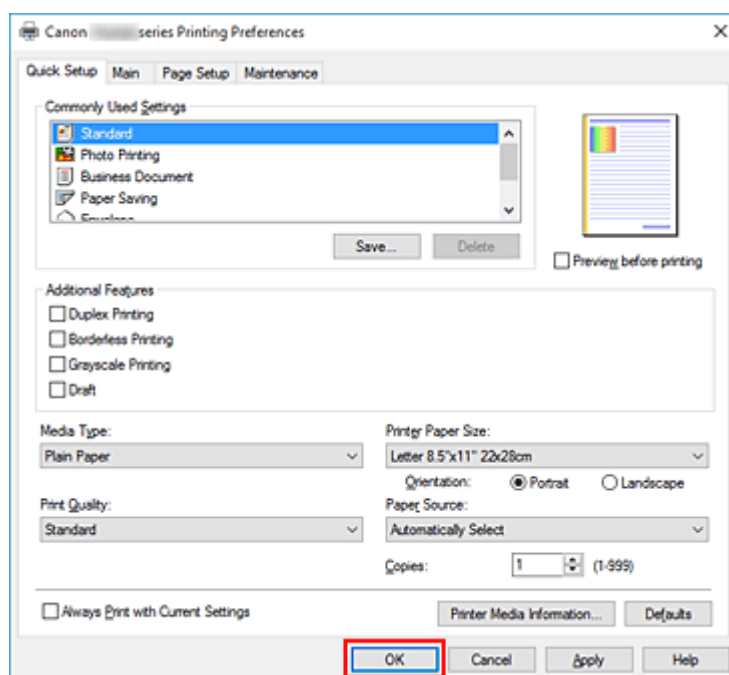 Canon series Printing Preferences
Quick Setup Main Page Setup Maintenance
Commonly Used Settings
Standard
Photo Printing
Business Document
Paper Saving
Save... Delete
Preview before printing
Additional Features
Duplex Printing
Borderless Printing
Grayscale Printing
Draft
Media Type: Printer Paper Size:
Plain Paper Letter 8.5"x11" 22x28cm
Orientation: Portrait Landscape
Print Quality: Paper Source:
Standard Automatically Select
Copies: 1 (1-999)
Always Print with Current Settings Printer Media Information... Defaults
OK Cancel Apply Help